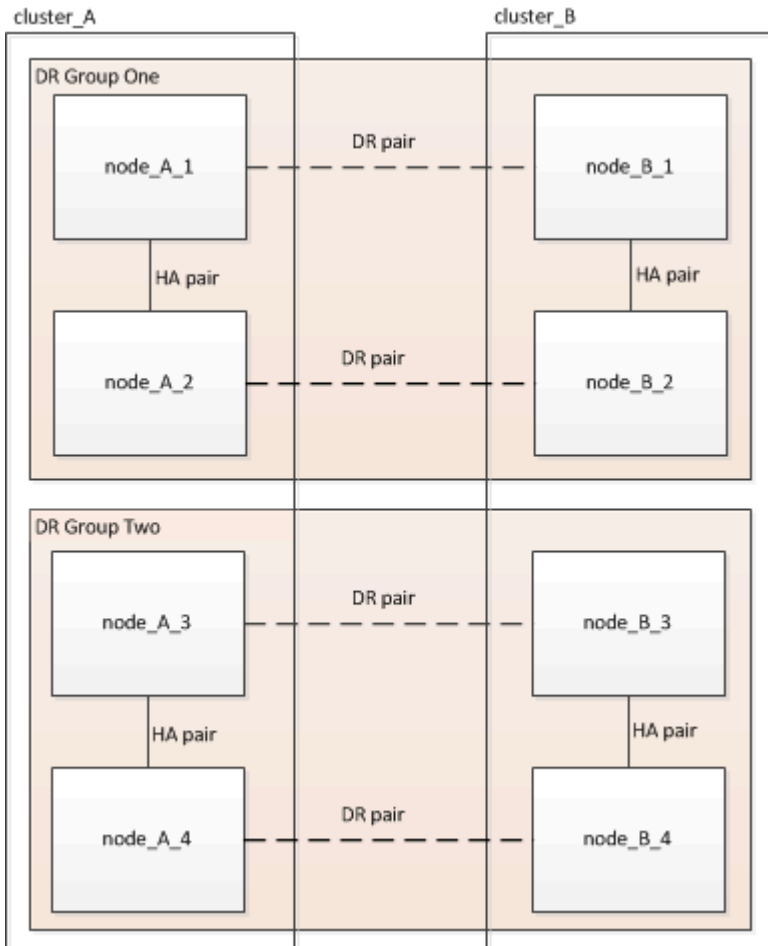 cluster_A
cluster_B
DR Group One
node_A_1
DR pair
node_B_1
HA pair
HA pair
node_A_2
DR pair
node_B_2
DR Group Two
node_A_3
DR pair
node_B_3
HA pair
HA pair
node_A_4
DR pair
node_B_4